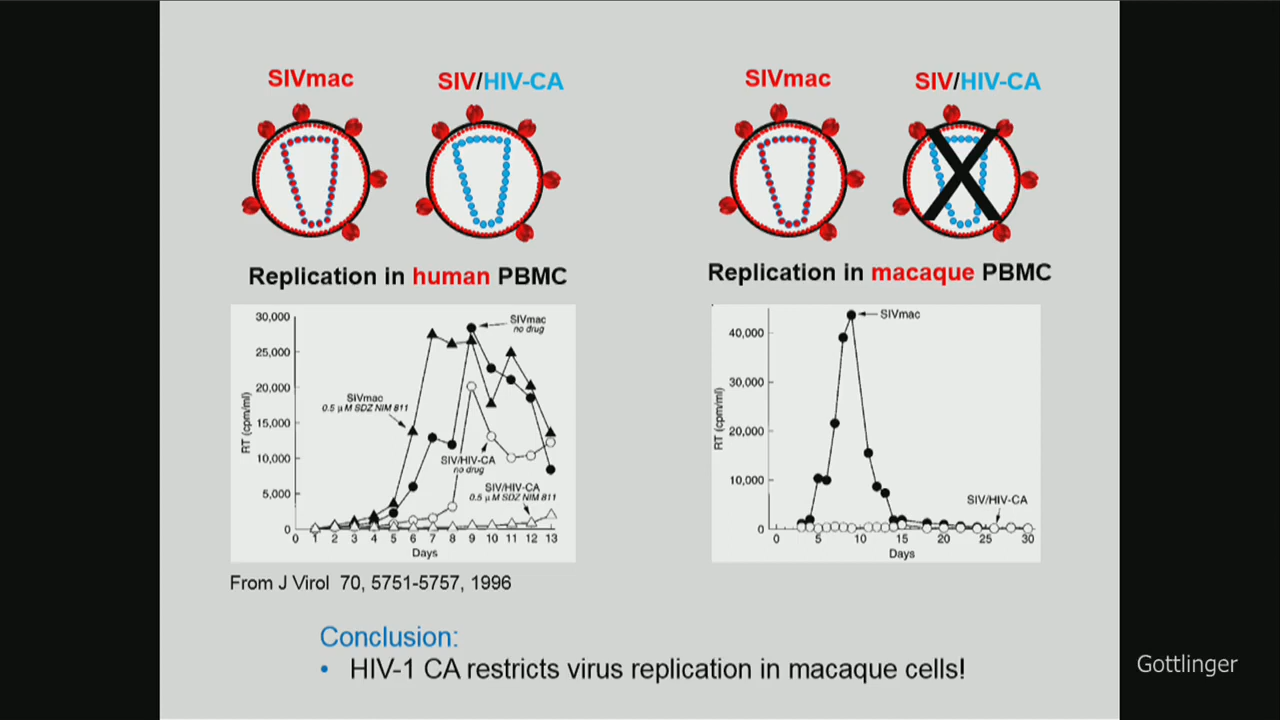 SIVmac
SIV/HIV-CA
SIVmac
SIV/HIV-CA
Replication in human PBMC
Replication in macaque PBMC
30,000
25,000
20,000
15,000
10,000
5,000
0
RT (cpm/ml)
SIVmac
no drug
SIVmac
0.5 μM SDZ NIM 811
SIV/HIV-CA
no drug
SIV/HIV-CA
0.5 μM SDZ NIM 811
0 1 2 3 4 5 6 7 8 9 10 11 12 13
Days
40,000
30,000
20,000
10,000
0
RT (cpm/ml)
SIVmac
SIV/HIV-CA
0 5 10 15 20 25 30
Days
From J Virol 70, 5751-5757, 1996
Conclusion:
• HIV-1 CA restricts virus replication in macaque cells!
Gottlinger